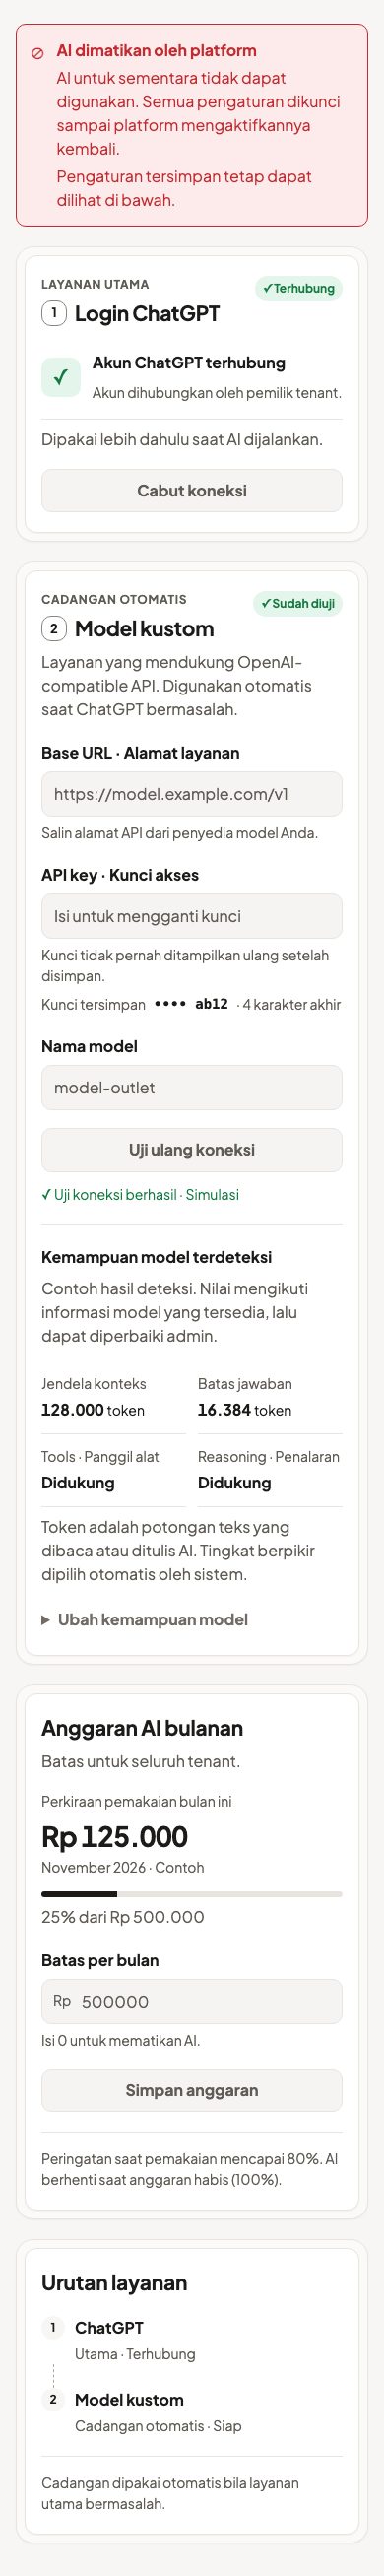 AI dimatikan oleh platform
AI untuk sementara tidak dapat
digunakan. Semua pengaturan dikunci
sampai platform mengaktifkannya
kembali.
Pengaturan tersimpan tetap dapat
dilihat di bawah.
LAYANAN UTAMA
✓Terhubung
1 Login ChatGPT
✓
Akun ChatGPT terhubung
Akun dihubungkan oleh pemilik tenant.
Dipakai lebih dahulu saat AI dijalankan.
Cabut koneksi
CADANGAN OTOMATIS
✓Sudah diuji
2 Model kustom
Layanan yang mendukung OpenAI-
compatible API. Digunakan otomatis
saat ChatGPT bermasalah.
Base URL · Alamat layanan
https://model.example.com/v1
Salin alamat API dari penyedia model Anda.
API key · Kunci akses
Isi untuk mengganti kunci
Kunci tidak pernah ditampilkan ulang setelah
disimpan.
Kunci tersimpan •••• ab12 · 4 karakter akhir
Nama model
model-outlet
Uji ulang koneksi
✓ Uji koneksi berhasil · Simulasi
Kemampuan model terdeteksi
Contoh hasil deteksi. Nilai mengikuti
informasi model yang tersedia, lalu
dapat diperbaiki admin.
Jendela konteks
128.000 token
Batas jawaban
16.384 token
Tools · Panggil alat
Didukung
Reasoning · Penalaran
Didukung
Token adalah potongan teks yang
dibaca atau ditulis AI. Tingkat berpikir
dipilih otomatis oleh sistem.
▶ Ubah kemampuan model
Anggaran AI bulanan
Batas untuk seluruh tenant.
Perkiraan pemakaian bulan ini
Rp 125.000
November 2026 · Contoh
25% dari Rp 500.000
Batas per bulan
Rp 500000
Isi 0 untuk mematikan AI.
Simpan anggaran
Peringatan saat pemakaian mencapai 80%. AI
berhenti saat anggaran habis (100%).
Urutan layanan
1 ChatGPT
Utama · Terhubung
2 Model kustom
Cadangan otomatis · Siap
Cadangan dipakai otomatis bila layanan
utama bermasalah.